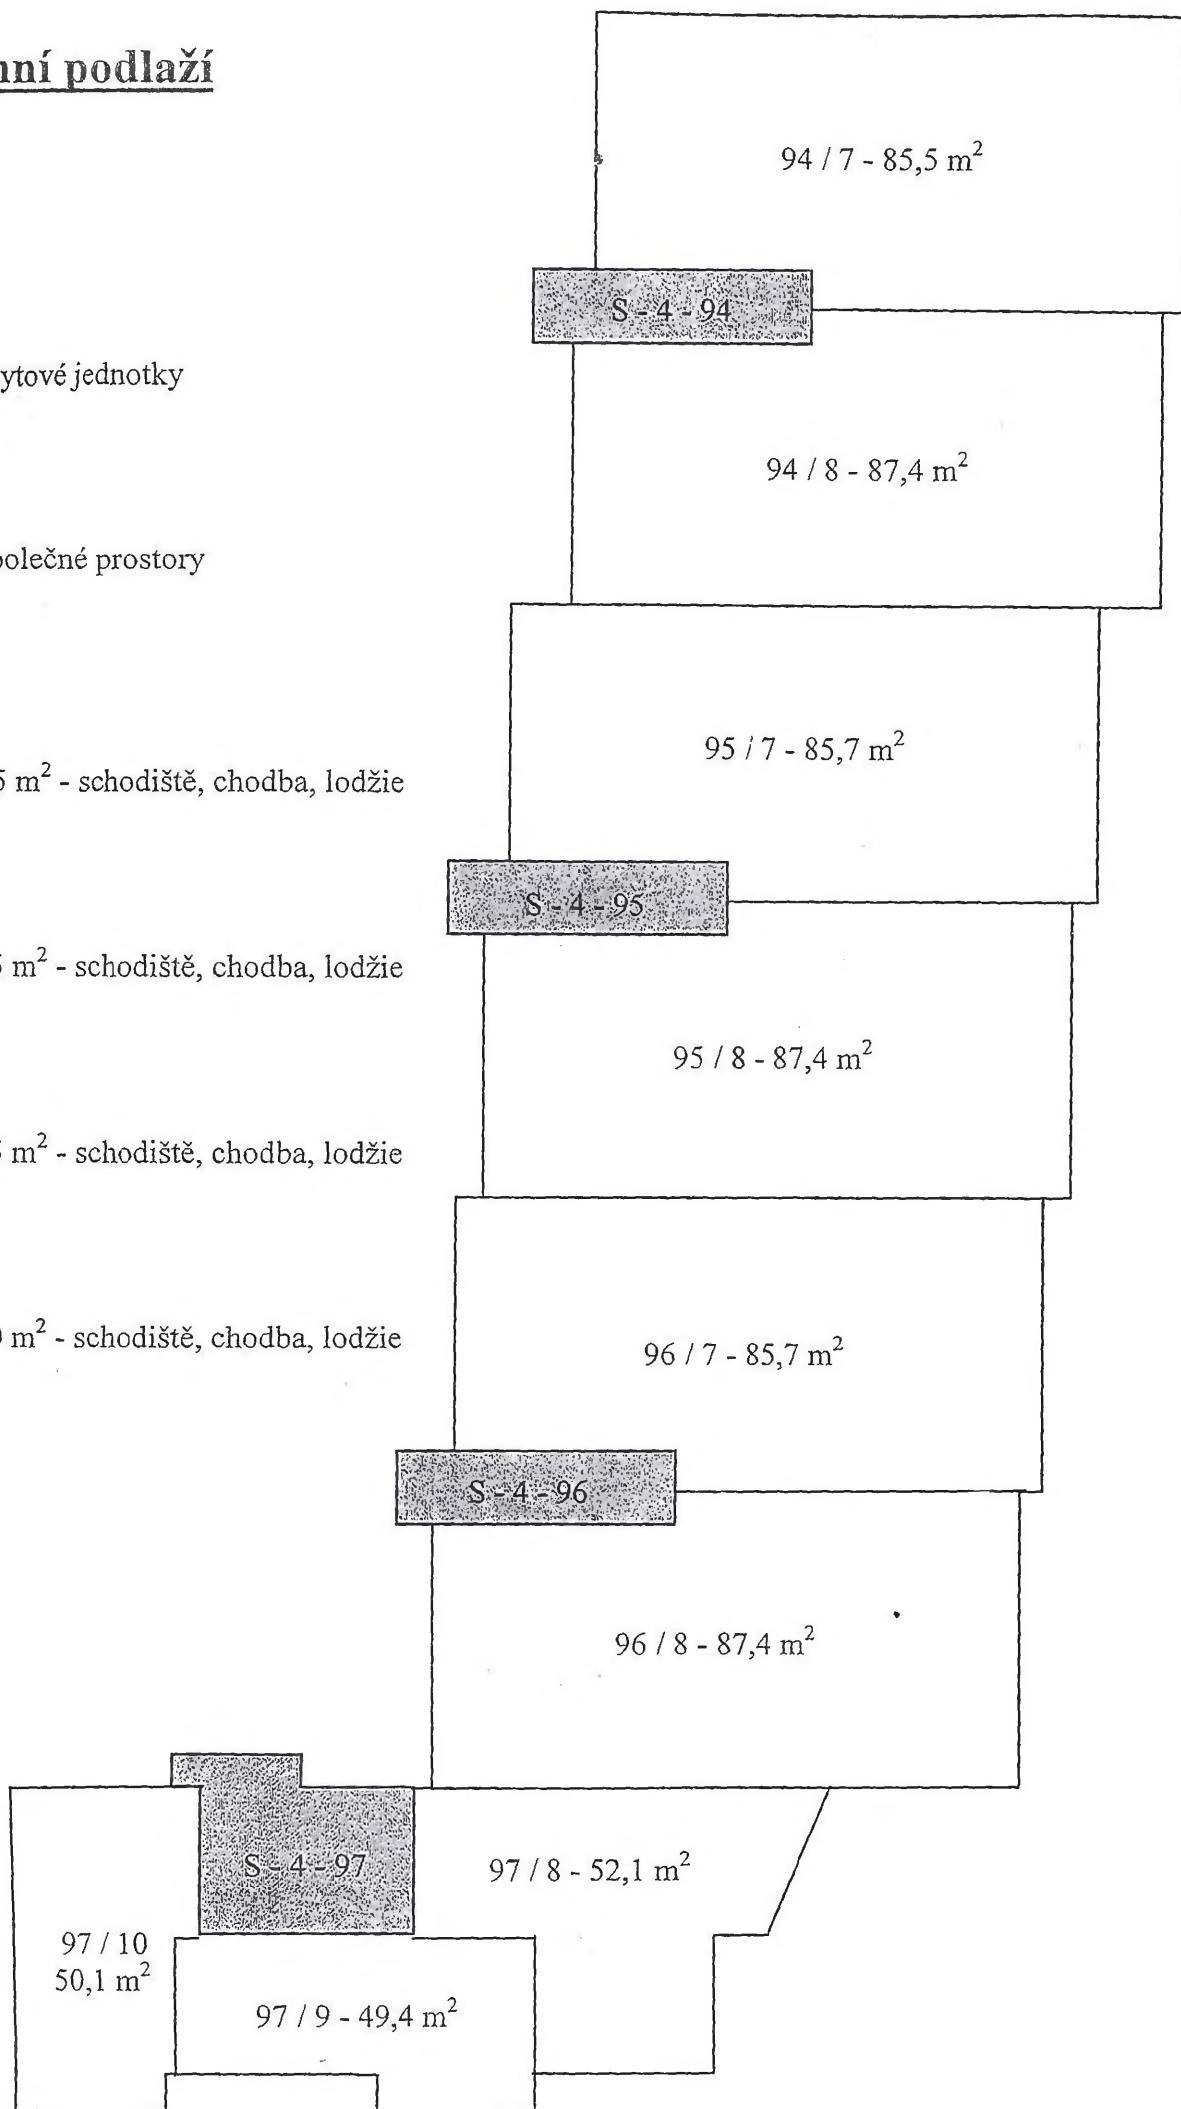 nní podlaží
ytové jednotky
polečné prostory
5 m² - schodiště, chodba, lodžie
5 m² - schodiště, chodba, lodžie
5 m² - schodiště, chodba, lodžie
0 m² - schodiště, chodba, lodžie
94 / 7 - 85,5 m²
S - 4 - 94
94 / 8 - 87,4 m²
95 / 7 - 85,7 m²
S - 4 - 95
95 / 8 - 87,4 m²
96 / 7 - 85,7 m²
S - 4 - 96
96 / 8 - 87,4 m²
S - 4 - 97
97 / 8 - 52,1 m²
97 / 10
50,1 m²
97 / 9 - 49,4 m²